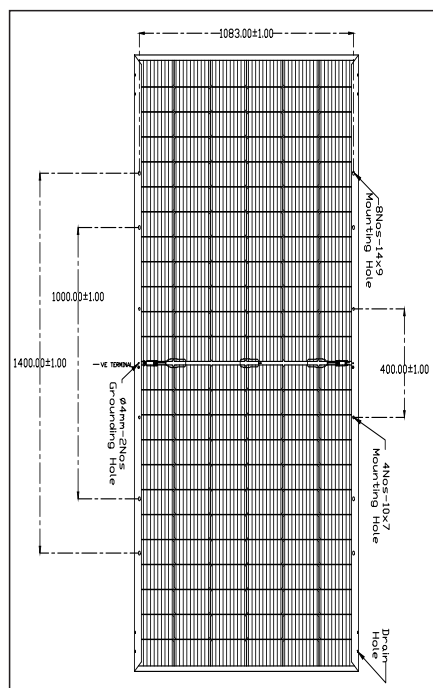 1083.00±1.00
8Nos-14x9
Mounting Hole
1000.00±1.00
1400.00±1.00
400.00±1.00
-VE TERMINAL
ø4mm-2Nos
Grounding Hole
4Nos-10x7
Mounting Hole
Drain
Hole